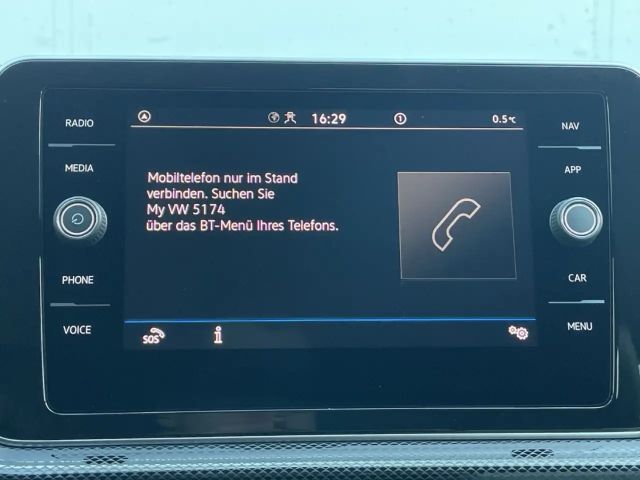 RADIO
MEDIA
PHONE
VOICE
16:29
1
0.5°C
Mobiltelefon nur im Stand
verbinden. Suchen Sie
My VW 5174
über das BT-Menü Ihres Telefons.
SOS
i
NAV
APP
CAR
MENU